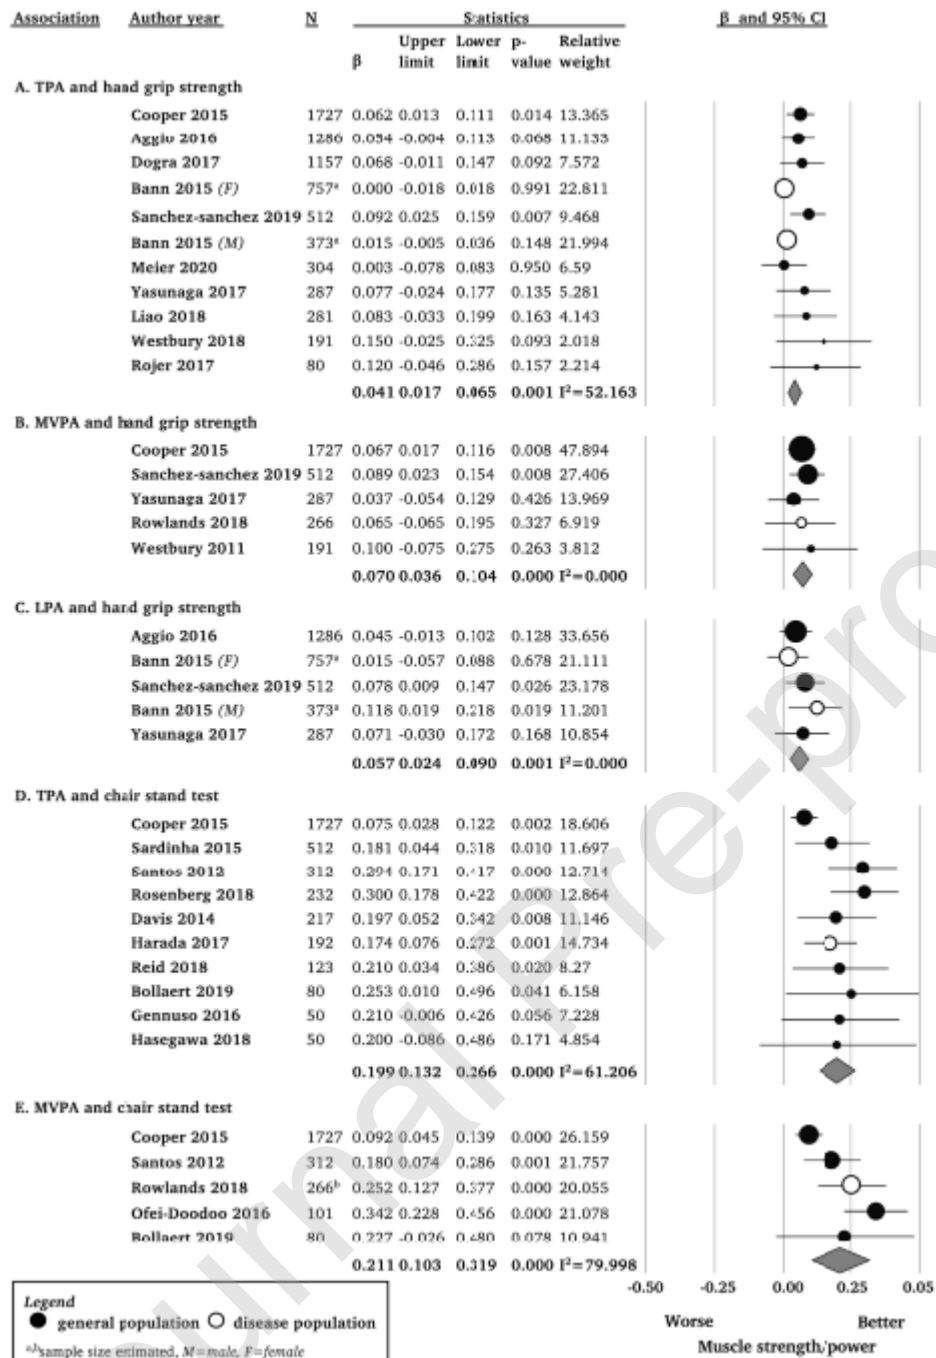 Association Author year N Statistics β and 95% CI
β Upper limit Lower limit p-value Relative weight
A. TPA and hand grip strength
Cooper 2015 1727 0.062 0.013 0.111 0.014 13.365
Aggio 2016 1286 0.054 -0.004 0.113 0.068 11.133
Dogra 2017 1157 0.068 -0.011 0.147 0.092 7.572
Bann 2015 (F) 757ᵃ 0.000 -0.018 0.018 0.991 22.811
Sanchez-sanchez 2019 512 0.092 0.025 0.159 0.007 9.468
Bann 2015 (M) 373ᵃ 0.015 -0.005 0.036 0.148 21.994
Meier 2020 304 0.003 -0.078 0.083 0.950 6.59
Yasunaga 2017 287 0.077 -0.024 0.177 0.135 5.281
Liao 2018 281 0.083 -0.033 0.199 0.163 4.143
Westbury 2018 191 0.150 -0.025 0.325 0.093 2.018
Rojer 2017 80 0.120 -0.046 0.286 0.157 2.214
0.041 0.017 0.065 0.001 I²=52.163
B. MVPA and hand grip strength
Cooper 2015 1727 0.067 0.017 0.116 0.008 47.894
Sanchez-sanchez 2019 512 0.089 0.023 0.154 0.008 27.406
Yasunaga 2017 287 0.037 -0.054 0.129 0.426 13.969
Rowlands 2018 266 0.065 -0.065 0.195 0.327 6.919
Westbury 2011 191 0.100 -0.075 0.275 0.263 3.812
0.070 0.036 0.104 0.000 I²=0.000
C. LPA and hand grip strength
Aggio 2016 1286 0.045 -0.013 0.102 0.128 33.656
Bann 2015 (F) 757ᵃ 0.015 -0.057 0.088 0.678 21.111
Sanchez-sanchez 2019 512 0.078 0.009 0.147 0.026 23.178
Bann 2015 (M) 373ᵃ 0.118 0.019 0.218 0.019 11.201
Yasunaga 2017 287 0.071 -0.030 0.172 0.168 10.854
0.057 0.024 0.090 0.001 I²=0.000
D. TPA and chair stand test
Cooper 2015 1727 0.075 0.028 0.122 0.002 18.606
Sardinha 2015 512 0.181 0.044 0.318 0.010 11.697
Santos 2012 312 0.294 0.171 0.417 0.000 12.714
Rosenberg 2018 232 0.300 0.178 0.422 0.000 12.864
Davis 2014 217 0.197 0.052 0.342 0.008 11.146
Harada 2017 192 0.174 0.076 0.272 0.001 14.734
Reid 2018 123 0.210 0.034 0.386 0.020 8.27
Bollaert 2019 80 0.253 0.010 0.496 0.041 6.158
Gennuso 2016 50 0.210 -0.006 0.426 0.056 7.228
Hasegawa 2018 50 0.200 -0.086 0.486 0.171 4.854
0.199 0.132 0.266 0.000 I²=61.206
E. MVPA and chair stand test
Cooper 2015 1727 0.092 0.045 0.139 0.000 26.159
Santos 2012 312 0.180 0.074 0.286 0.001 21.757
Rowlands 2018 266ᵇ 0.252 0.127 0.377 0.000 20.055
Ofei-Doodoo 2016 101 0.342 0.228 0.456 0.000 21.078
Bollaert 2019 80 0.227 -0.026 0.480 0.078 10.941
0.211 0.103 0.319 0.000 I²=79.998
-0.50 -0.25 0.00 0.25 0.05
Worse Better
Muscle strength/power
Legend
general population disease population
ᵃ,ᵇsample size estimated, M=male, F=female
Journal Pre-pro